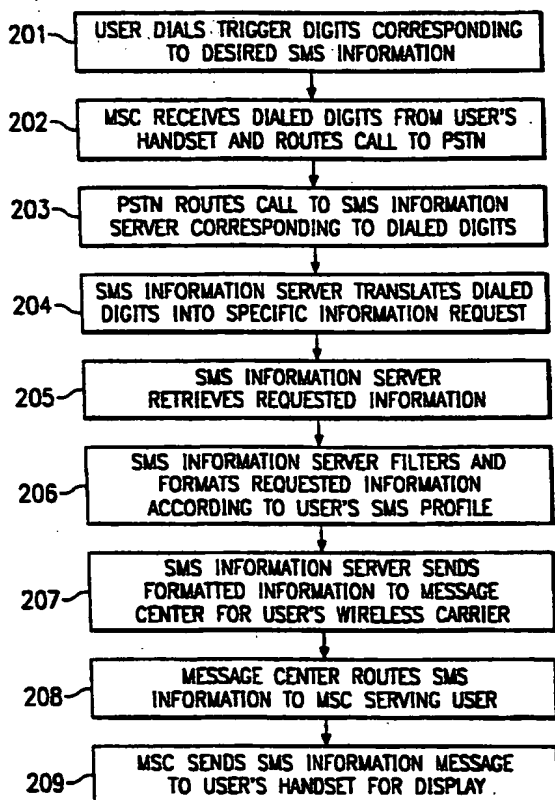 201
USER DIALS TRIGGER DIGITS CORRESPONDING
TO DESIRED SMS INFORMATION
202
MSC RECEIVES DIALED DIGITS FROM USER'S
HANDSET AND ROUTES CALL TO PSTN
203
PSTN ROUTES CALL TO SMS INFORMATION
SERVER CORRESPONDING TO DIALED DIGITS
204
SMS INFORMATION SERVER TRANSLATES DIALED
DIGITS INTO SPECIFIC INFORMATION REQUEST
205
SMS INFORMATION SERVER
RETRIEVES REQUESTED INFORMATION
206
SMS INFORMATION SERVER FILTERS AND
FORMATS REQUESTED INFORMATION
ACCORDING TO USER'S SMS PROFILE
207
SMS INFORMATION SERVER SENDS
FORMATTED INFORMATION TO MESSAGE
CENTER FOR USER'S WIRELESS CARRIER
208
MESSAGE CENTER ROUTES SMS
INFORMATION TO MSC SERVING USER
209
MSC SENDS SMS INFORMATION MESSAGE
TO USER'S HANDSET FOR DISPLAY